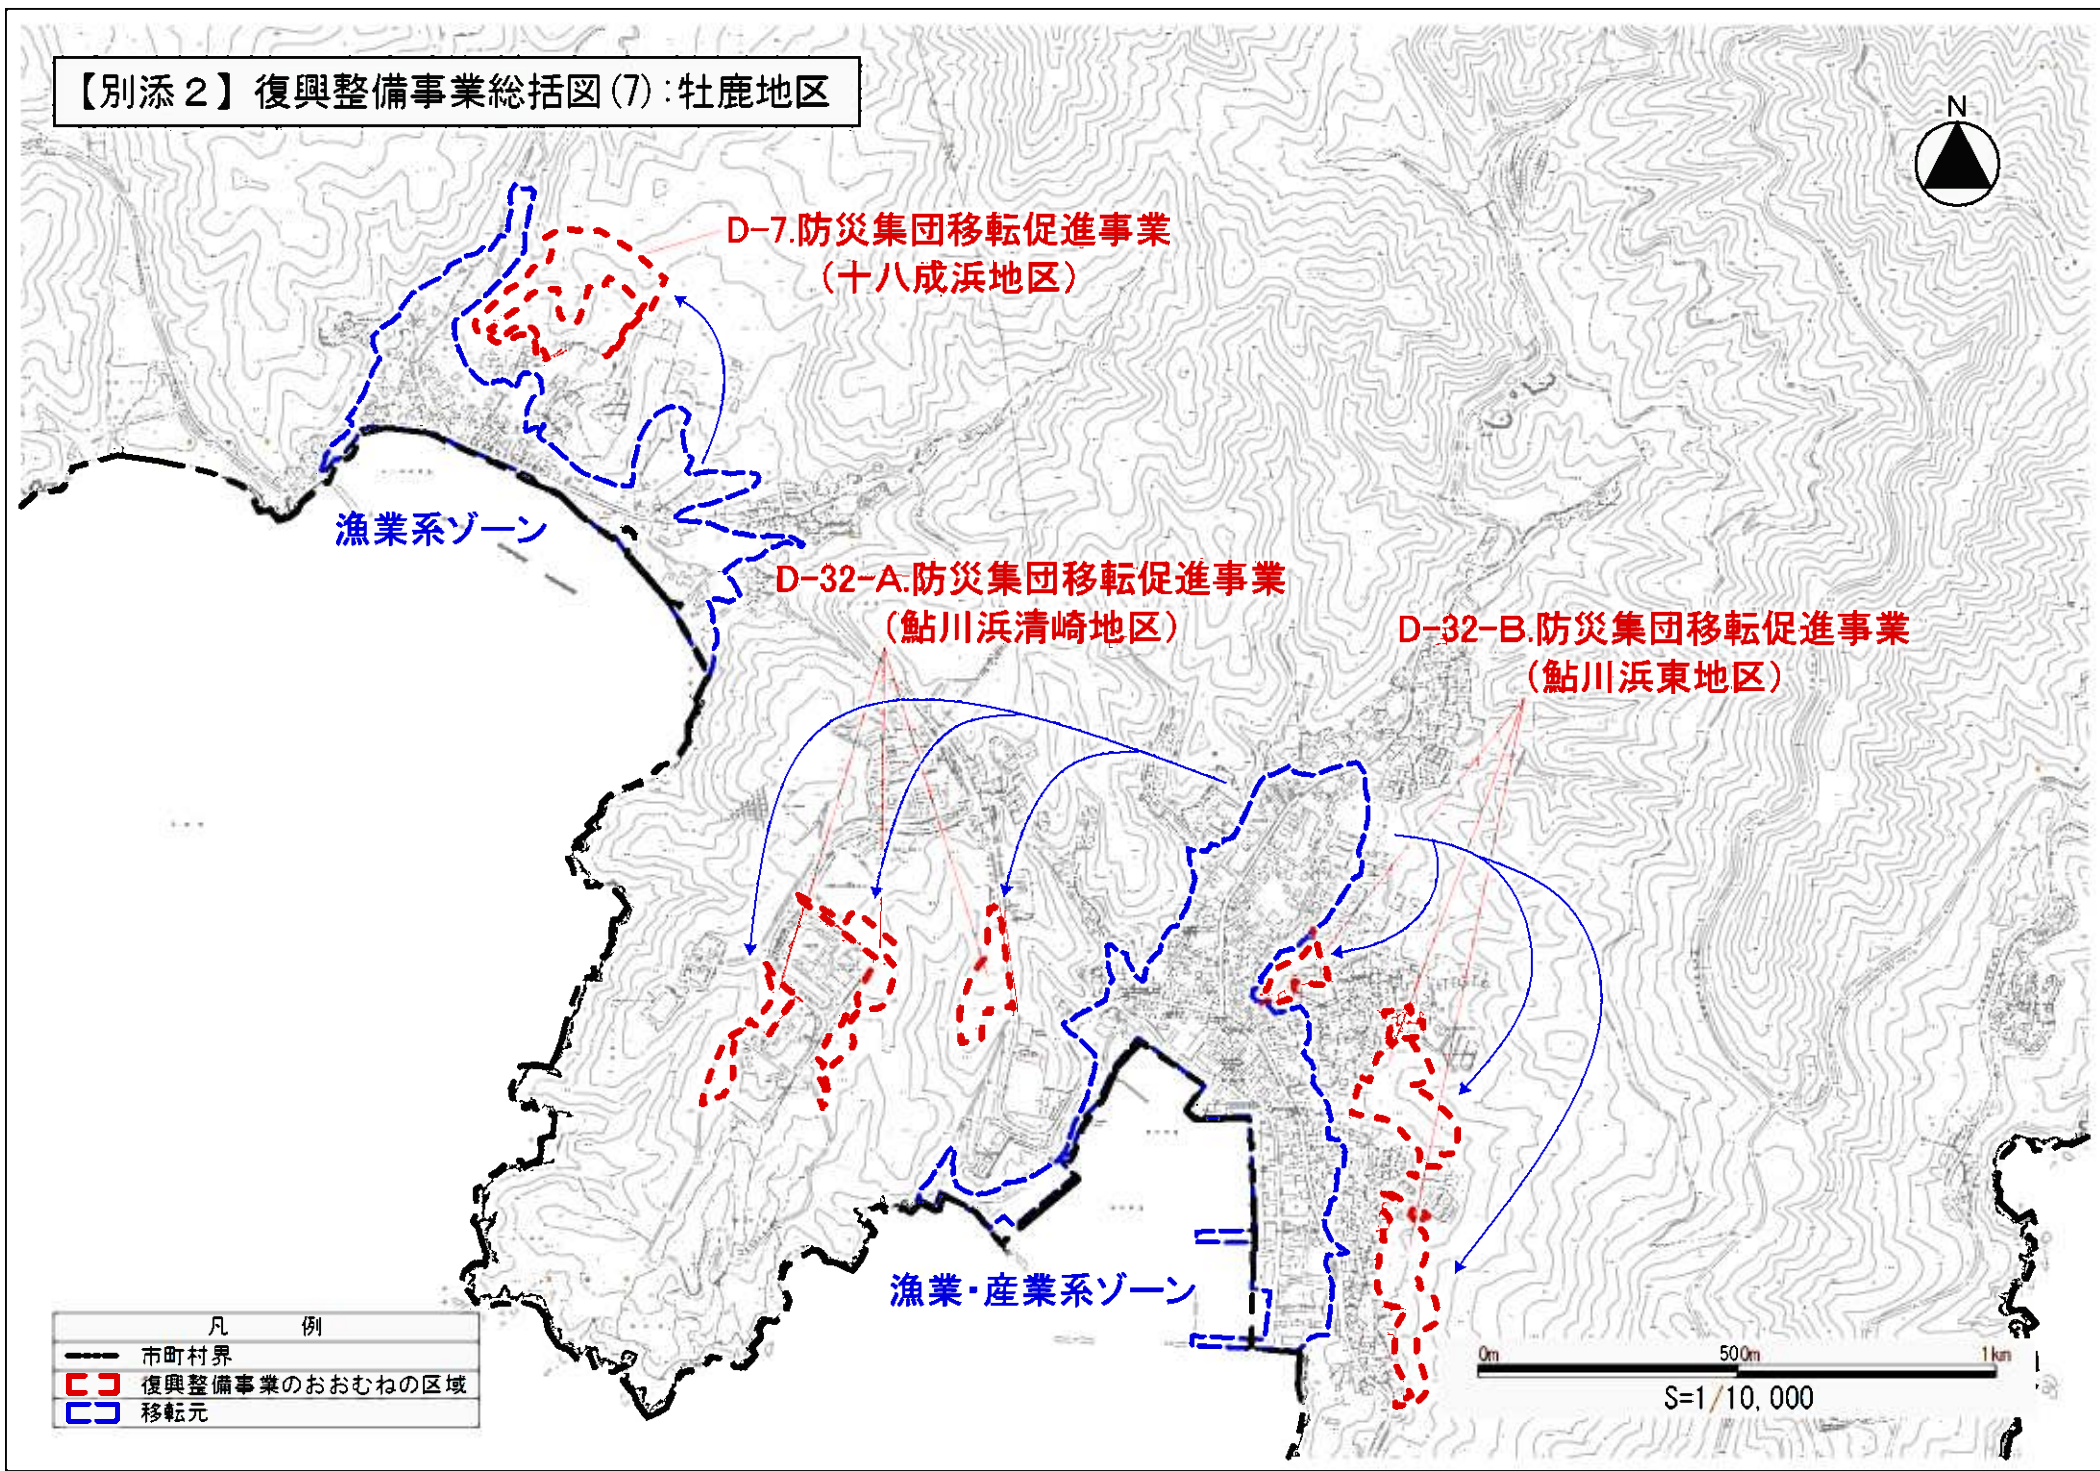 【別添２】復興整備事業総括図(7):牡鹿地区
N
D-7.防災集団移転促進事業
(十八成浜地区)
漁業系ゾーン
D-32-A.防災集団移転促進事業
(鮎川浜清崎地区)
D-32-B.防災集団移転促進事業
(鮎川浜東地区)
漁業・産業系ゾーン
凡 例
市町村界
復興整備事業のおおむねの区域
移転元
0m 500m 1km
S=1/10,000